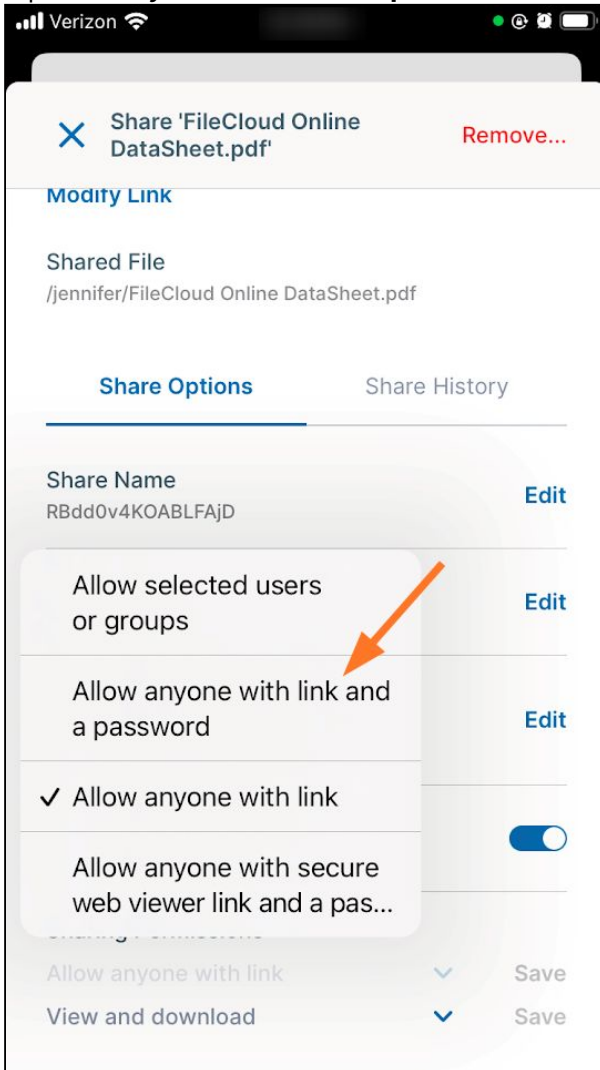 Verizon
Share 'FileCloud Online
DataSheet.pdf'
Remove...
Modify Link
Shared File
/jennifer/FileCloud Online DataSheet.pdf
Share Options
Share History
Share Name
RBdd0v4KOABLFAjD
Edit
Allow selected users
or groups
Edit
Allow anyone with link and
a password
Edit
✓ Allow anyone with link
Allow anyone with secure
web viewer link and a pas...
Allow anyone with link
Save
View and download
Save